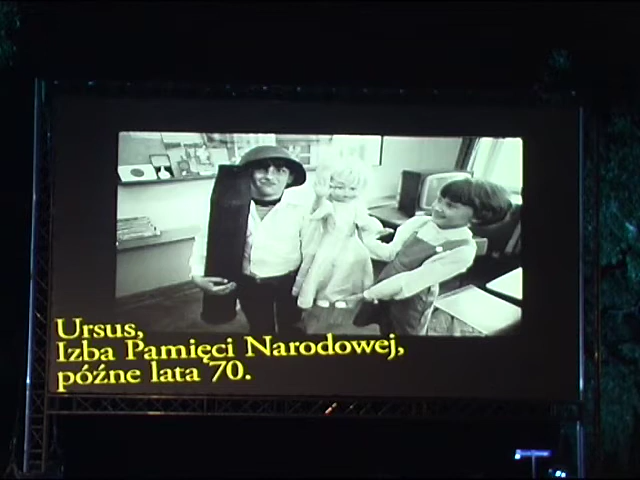 Ursus,
Izba Pamięci Narodowej,
późne lata 70.